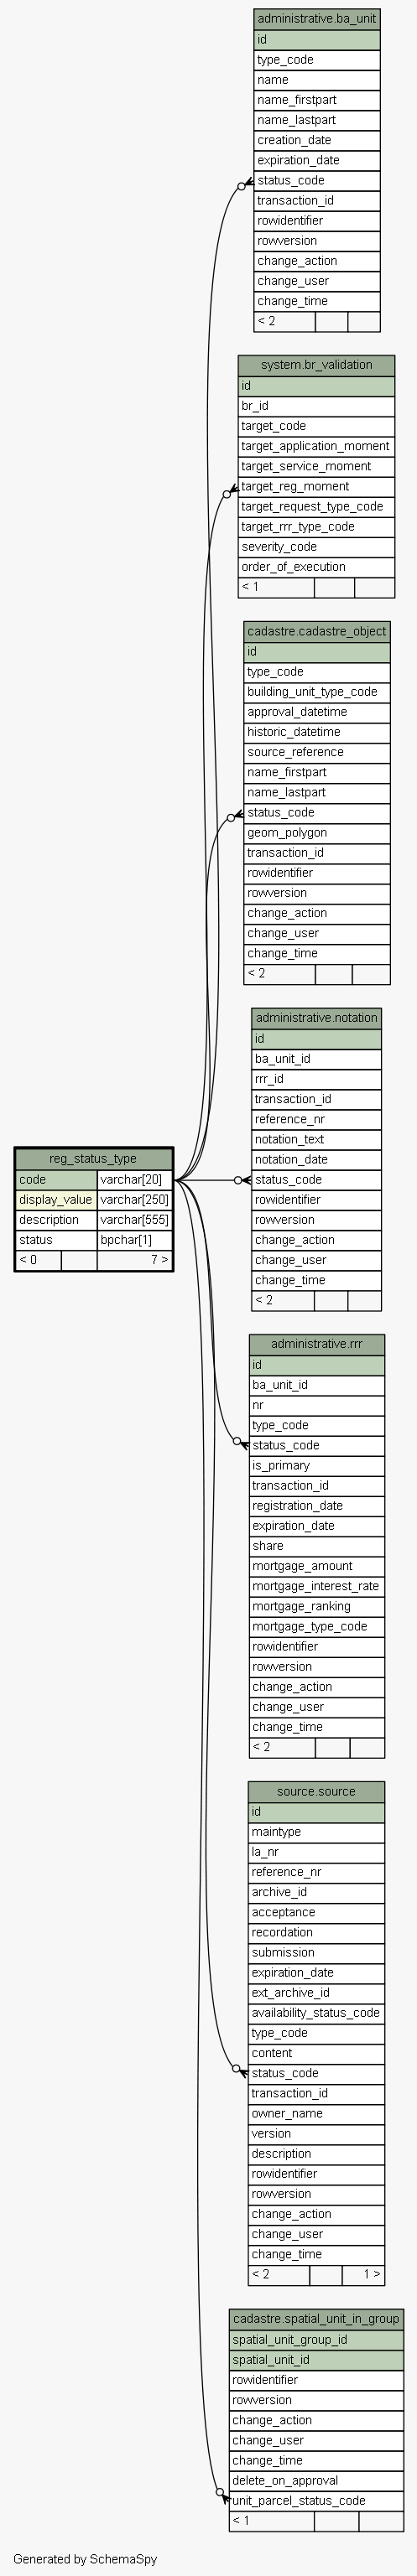 administrative.ba_unit
id
type_code
name
name_firstpart
name_lastpart
creation_date
expiration_date
status_code
transaction_id
rowidentifier
rowversion
change_action
change_user
change_time
< 2
system.br_validation
id
br_id
target_code
target_application_moment
target_service_moment
target_reg_moment
target_request_type_code
target_rrr_type_code
severity_code
order_of_execution
< 1
cadastre.cadastre_object
id
type_code
building_unit_type_code
approval_datetime
historic_datetime
source_reference
name_firstpart
name_lastpart
status_code
geom_polygon
transaction_id
rowidentifier
rowversion
change_action
change_user
change_time
< 2
administrative.notation
id
ba_unit_id
rrr_id
transaction_id
reference_nr
notation_text
notation_date
status_code
rowidentifier
rowversion
change_action
change_user
change_time
< 2
reg_status_type
code varchar[20]
display_value varchar[250]
description varchar[555]
status bpchar[1]
< 0 7 >
administrative.rrr
id
ba_unit_id
nr
type_code
status_code
is_primary
transaction_id
registration_date
expiration_date
share
mortgage_amount
mortgage_interest_rate
mortgage_ranking
mortgage_type_code
rowidentifier
rowversion
change_action
change_user
change_time
< 2
source.source
id
maintype
la_nr
reference_nr
archive_id
acceptance
recordation
submission
expiration_date
ext_archive_id
availability_status_code
type_code
content
status_code
transaction_id
owner_name
version
description
rowidentifier
rowversion
change_action
change_user
change_time
< 2 1 >
cadastre.spatial_unit_in_group
spatial_unit_group_id
spatial_unit_id
rowidentifier
rowversion
change_action
change_user
change_time
delete_on_approval
unit_parcel_status_code
< 1
Generated by SchemaSpy